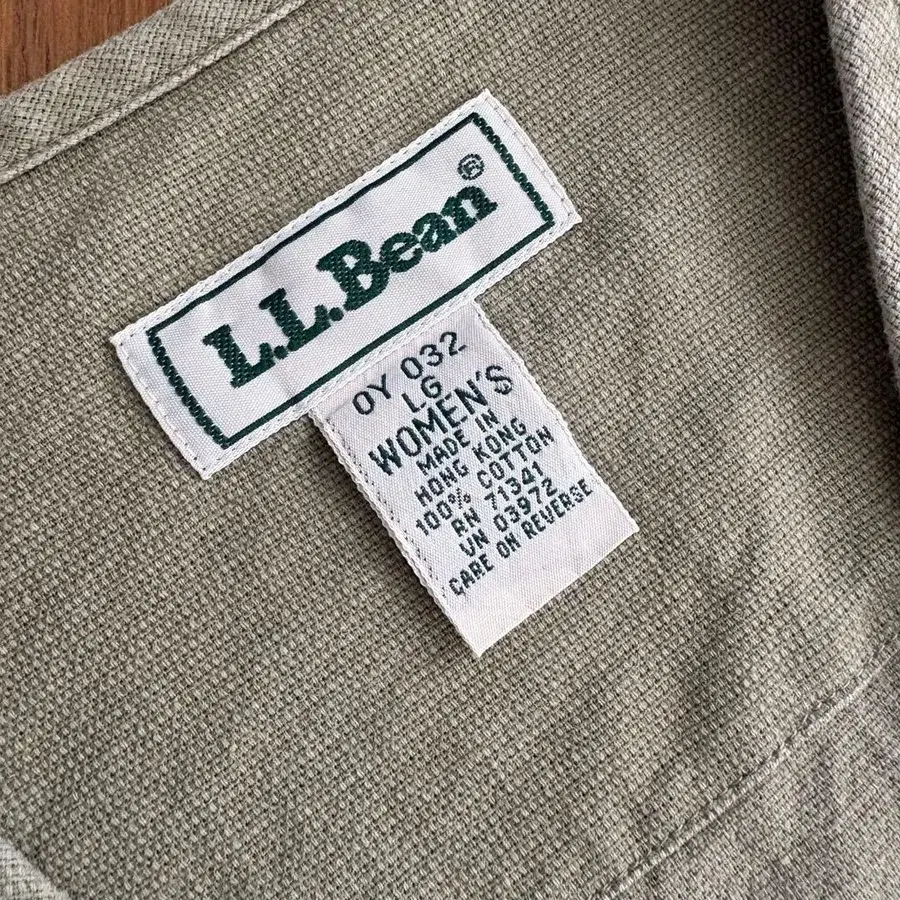 L.L.Bean®
0Y 032
LG
WOMEN'S
MADE IN
HONG KONG
100% COTTON
RN 71341
VN 03972
CARE ON REVERSE